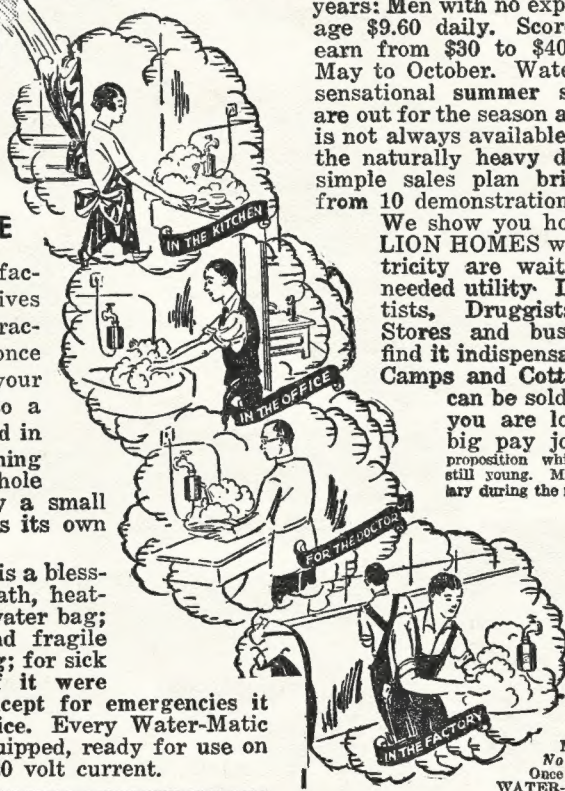 years: Men with no exp
age $9.60 daily. Scor
earn from $30 to $40
May to October. Wate
sensational summer s
are out for the season a
is not always available
the naturally heavy d
simple sales plan bri
from 10 demonstration
We show you ho
LION HOMES w
tricity are wait
needed utility. D
tists, Druggists
Stores and bus
find it indispensa
Camps and Cott
can be sold
you are lo
big pay jo
proposition whi
still young. M
lary during the
IN THE KITCHEN
IN THE OFFICE
FOR THE DOCTOR
IN THE FACTORY
E
fac-
ives
rac-
once
your
o a
d in
ning
hole
y a small
s its own
is a bless-
ath, heat-
water bag;
nd fragile
g; for sick
f it were
cept for emergencies it
ice. Every Water-Matic
uipped, ready for use on
0 volt current.
No
Once
WATER-